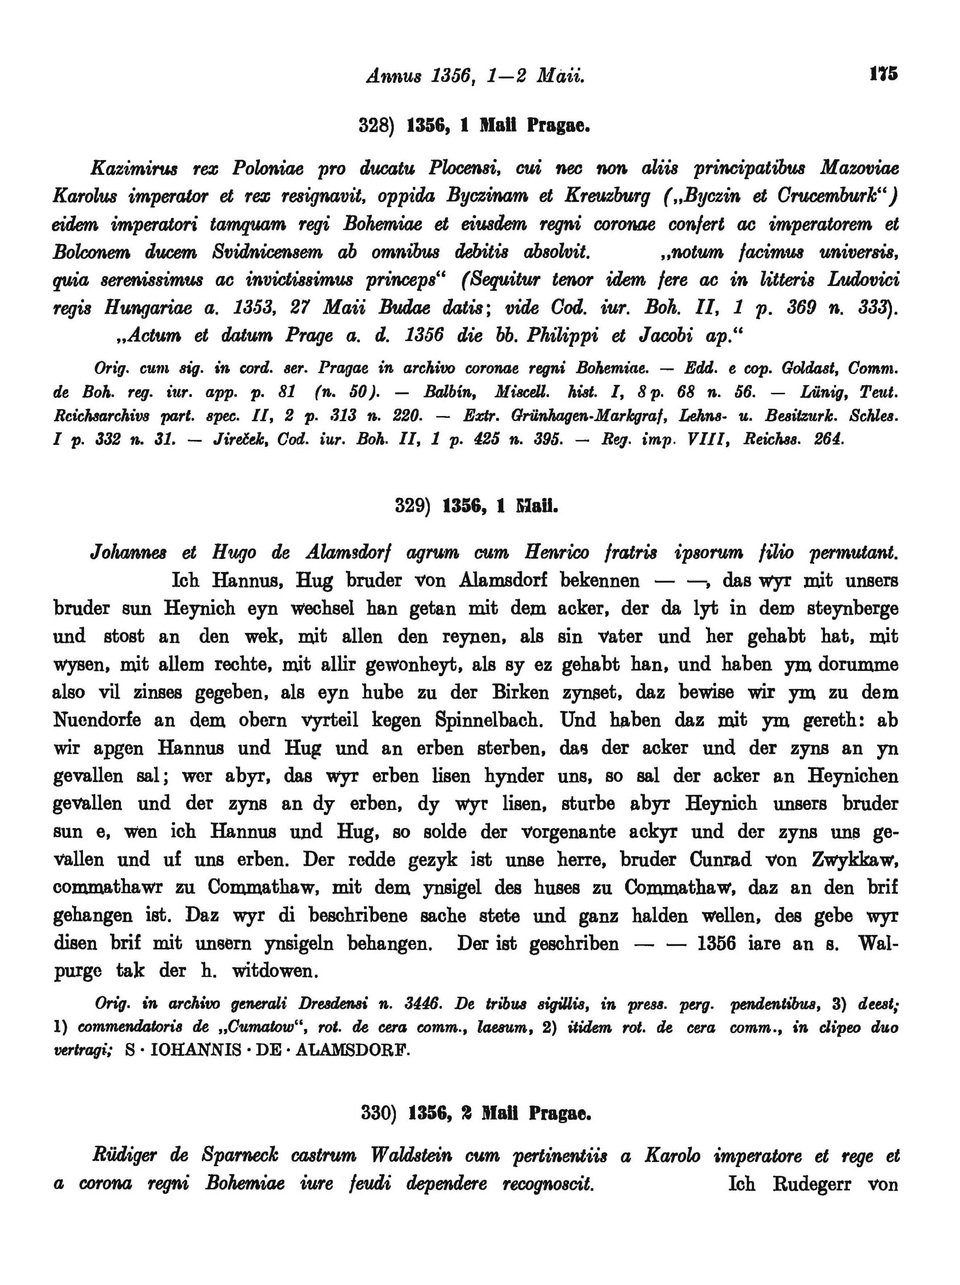 Annus 1356, 1—2 Maii.
175
328) 1356, 1 Maii Pragae.
Kazimirus rex Poloniae pro ducatu Plocensi, cui nec non aliis principatibus Mazoviae
Karolus imperator et rex resignavit, oppida Byczinam et Kreuzburg („Byczin et Crucemburk“)
eidem imperatori tamquam regi Bohemiae et eiusdem regni coronae confert ac imperatorem et
Bolconem ducem Svidnicensem ab omnibus debitis absolvit. „notum facimus universis,
quia serenissimus ac invictissimus princeps“ (Sequitur tenor idem fere ac in litteris Ludovici
regis Hungariae a. 1353, 27 Maii Budae datis; vide Cod. iur. Boh. II, 1 p. 369 n. 333).
„Actum et datum Prage a. d. 1356 die bb. Philippi et Jacobi ap.“
Orig. cum sig. in cord. ser. Pragae in archivo coronae regni Bohemiae. — Edd. e cop. Goldast, Comm.
de Boh. reg. iur. app. p. 81 (n. 50). — Balbin, Miscell. hist. I, 8 p. 68 n. 56. — Lünig, Teut.
Reichsarchivs part. spec. II, 2 p. 313 n. 220. — Extr. Grünhagen-Markgraf, Lehns- u. Besitzurk. Schles.
I p. 332 n. 31. — Jireček, Cod. iur. Boh. II, 1 p. 425 n. 395. — Reg. imp. VIII, Reichss. 264.
329) 1356, 1 Maii.
Johannes et Hugo de Alamsdorf agrum cum Henrico fratris ipsorum filio permutant.
Ich Hannus, Hug bruder von Alamsdorf bekennen — —, das wyr mit unsers
bruder sun Heynich eyn wechsel han getan mit dem acker, der da lyt in dem steynberge
und stost an den wek, mit allen den reynen, als sin vater und her gehabt hat, mit
wysen, mit allem rechte, mit allir gewonheyt, als sy ez gehabt han, und haben ym dorumme
also vil zinses gegeben, als eyn hube zu der Birken zynset, daz bewise wir ym zu dem
Nuendorfe an dem obern vyrteil kegen Spinnelbach. Und haben daz mit ym gereth: ab
wir apgen Hannus und Hug und an erben sterben, das der acker und der zyns an yn
gevallen sal; wer abyr, das wyr erben lisen hynder uns, so sal der acker an Heynichen
gevallen und der zyns an dy erben, dy wyr lisen, sturbe abyr Heynich unsers bruder
sun e, wen ich Hannus und Hug, so solde der vorgenante ackyr und der zyns uns ge-
vallen und uf uns erben. Der redde gezyk ist unse herre, bruder Cunrad von Zwykkaw,
commathawr zu Commathaw, mit dem ynsigel des huses zu Commathaw, daz an den brif
gehangen ist. Daz wyr di beschribene sache stete und ganz halden wellen, des gebe wyr
disen brif mit unsern ynsigeln behangen. Der ist geschriben — — 1356 iare an s. Wal-
purge tak der h. witdowen.
Orig. in archivo generali Dresdensi n. 3446. De tribus sigillis, in press. perg. pendentibus, 3) deest;
1) commendatoris de „Cumatow“, rot. de cera comm., laesum, 2) itidem rot. de cera comm., in clipeo duo
vertragi; S · IOHANNIS · DE · ALAMSDORF.
330) 1356, 2 Maii Pragae.
Rüdiger de Sparneck castrum Waldstein cum pertinentiis a Karolo imperatore et rege et
a corona regni Bohemiae iure feudi dependere recognoscit. Ich Rudegerr von